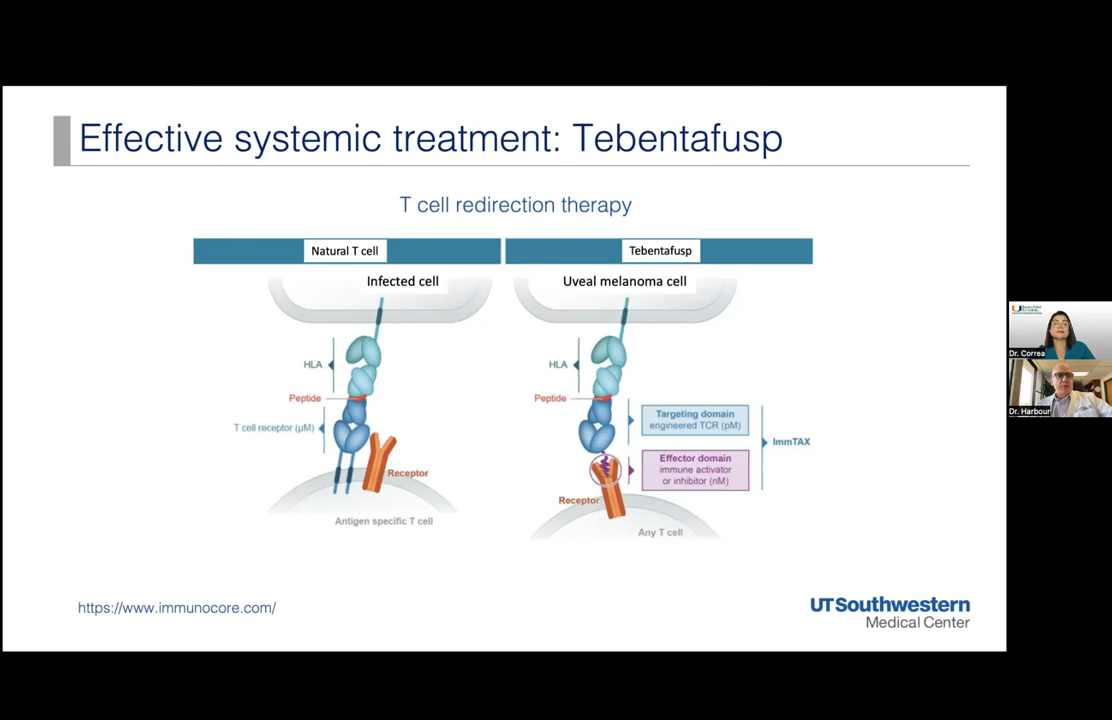 Effective systemic treatment: Tebentafusp
T cell redirection therapy
Natural T cell
Infected cell
HLA
Peptide
T cell receptor (µM)
Receptor
Antigen specific T cell
Tebentafusp
Uveal melanoma cell
HLA
Peptide
Targeting domain
engineered TCR (pM)
ImmTAX
Effector domain
immune activator
or inhibitor (nM)
Receptor
Any T cell
https://www.immunocore.com/
UTSouthwestern
Medical Center
Dr. Correa
Dr. Harbour